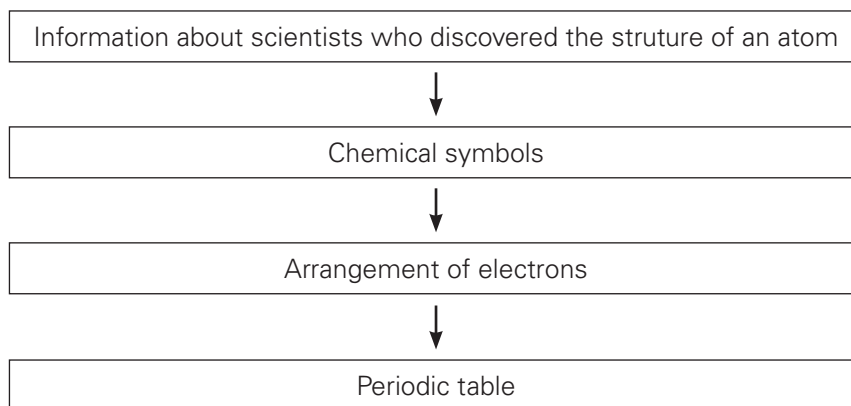 Information about scientists who discovered the struture of an atom
Chemical symbols
Arrangement of electrons
Periodic table